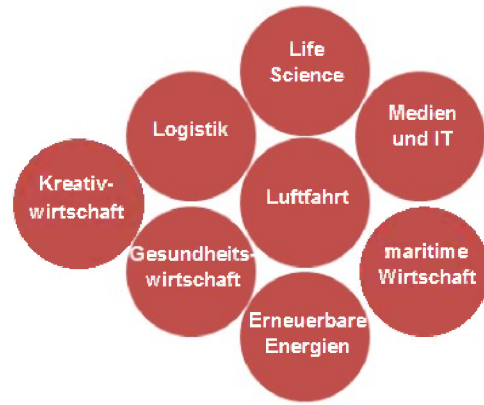 Life
Science
Logistik
Medien
und IT
Kreativ-
wirtschaft
Luftfahrt
Gesundheits-
wirtschaft
maritime
Wirtschaft
Erneuerbare
Energien